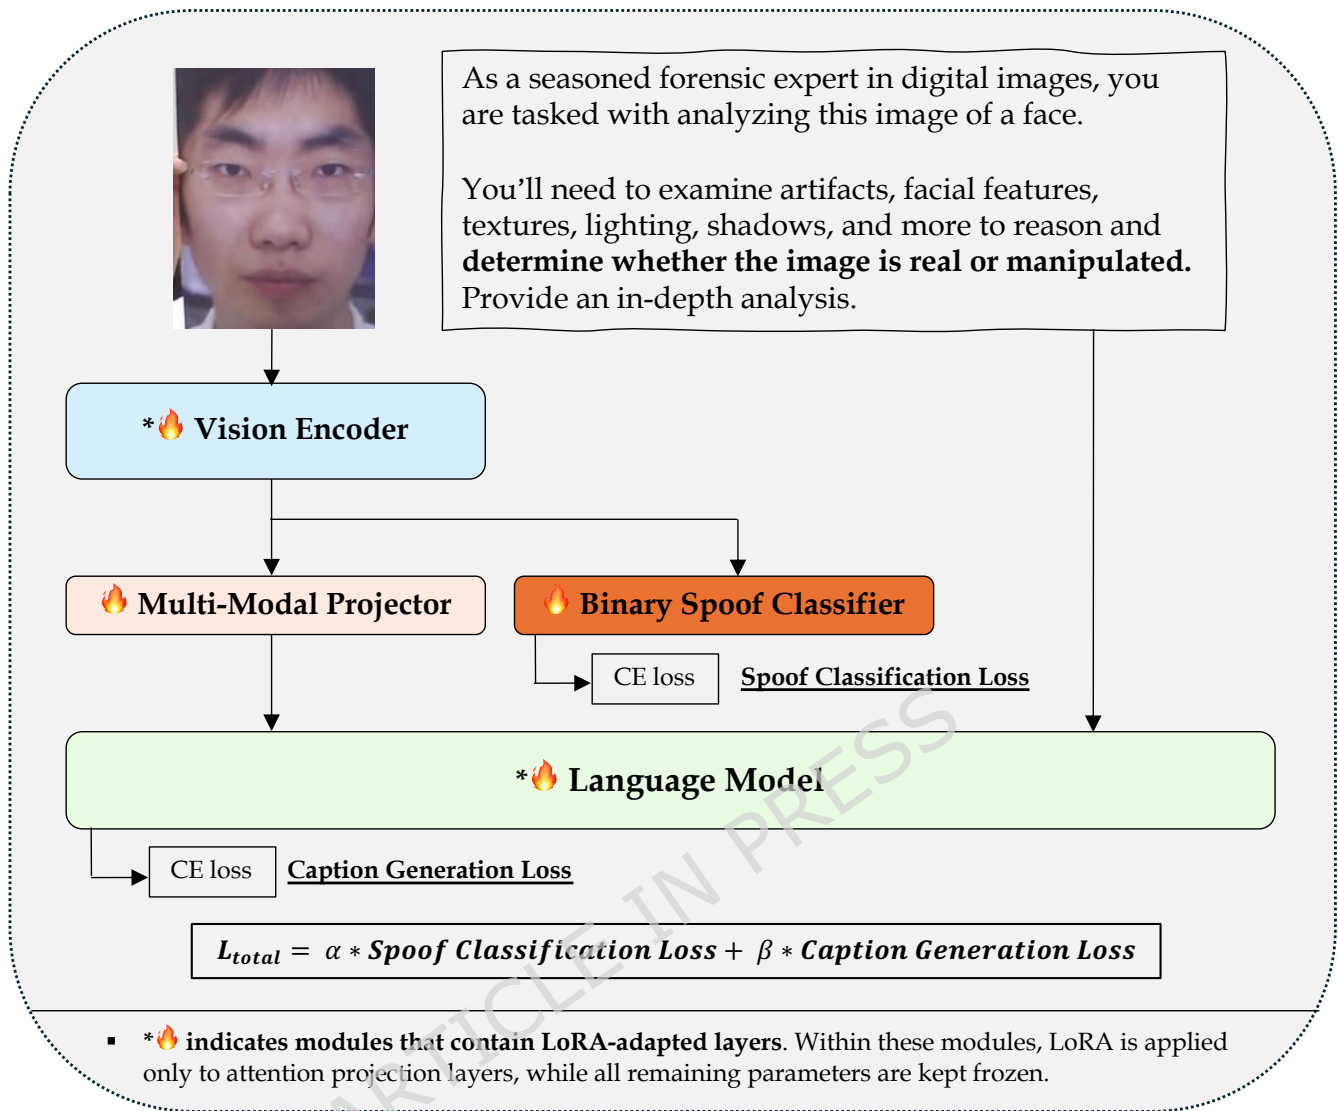 As a seasoned forensic expert in digital images, you
are tasked with analyzing this image of a face.
You’ll need to examine artifacts, facial features,
textures, lighting, shadows, and more to reason and
determine whether the image is real or manipulated.
Provide an in-depth analysis.
*🔥 Vision Encoder
🔥 Multi-Modal Projector
🔥 Binary Spoof Classifier
CE loss
Spoof Classification Loss
*🔥 Language Model
CE loss
Caption Generation Loss
L_total = α * Spoof Classification Loss + β * Caption Generation Loss
▪ *🔥 indicates modules that contain LoRA-adapted layers. Within these modules, LoRA is applied
only to attention projection layers, while all remaining parameters are kept frozen.
ARTICLE IN PRESS